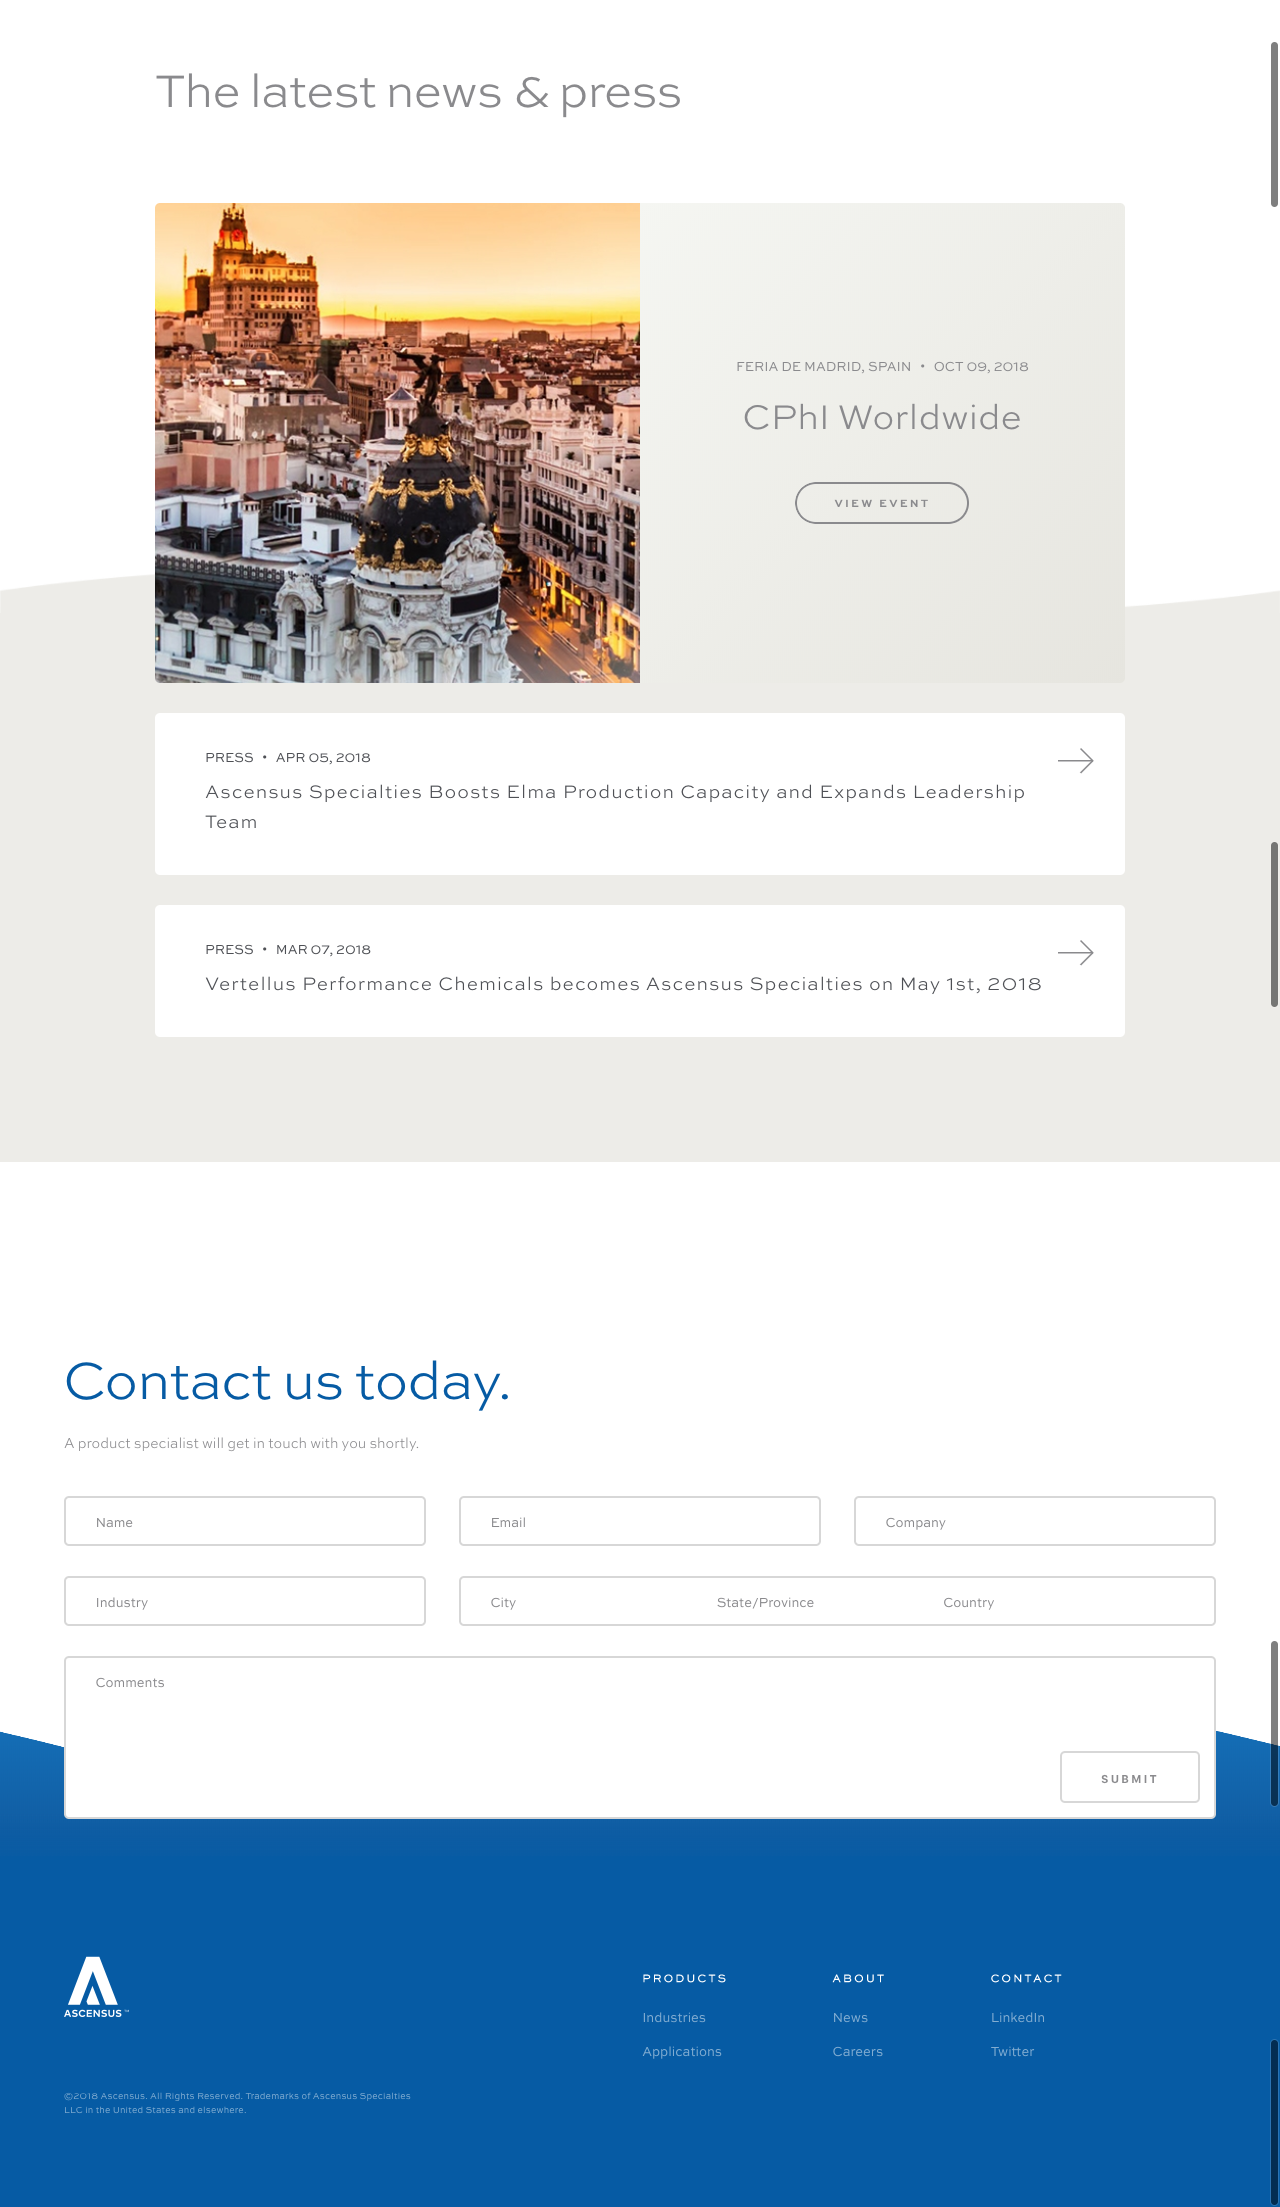 The latest news & press
FERIA DE MADRID, SPAIN • OCT 09, 2018
CPhI Worldwide
VIEW EVENT
PRESS • APR 05, 2018
Ascensus Specialties Boosts Elma Production Capacity and Expands Leadership
Team
PRESS • MAR 07, 2018
Vertellus Performance Chemicals becomes Ascensus Specialties on May 1st, 2018
Contact us today.
A product specialist will get in touch with you shortly.
Name
Email
Company
Industry
City
State/Province
Country
Comments
SUBMIT
ASCENSUS™
PRODUCTS
Industries
Applications
ABOUT
News
Careers
CONTACT
LinkedIn
Twitter
©2018 Ascensus. All Rights Reserved. Trademarks of Ascensus Specialties
LLC in the United States and elsewhere.